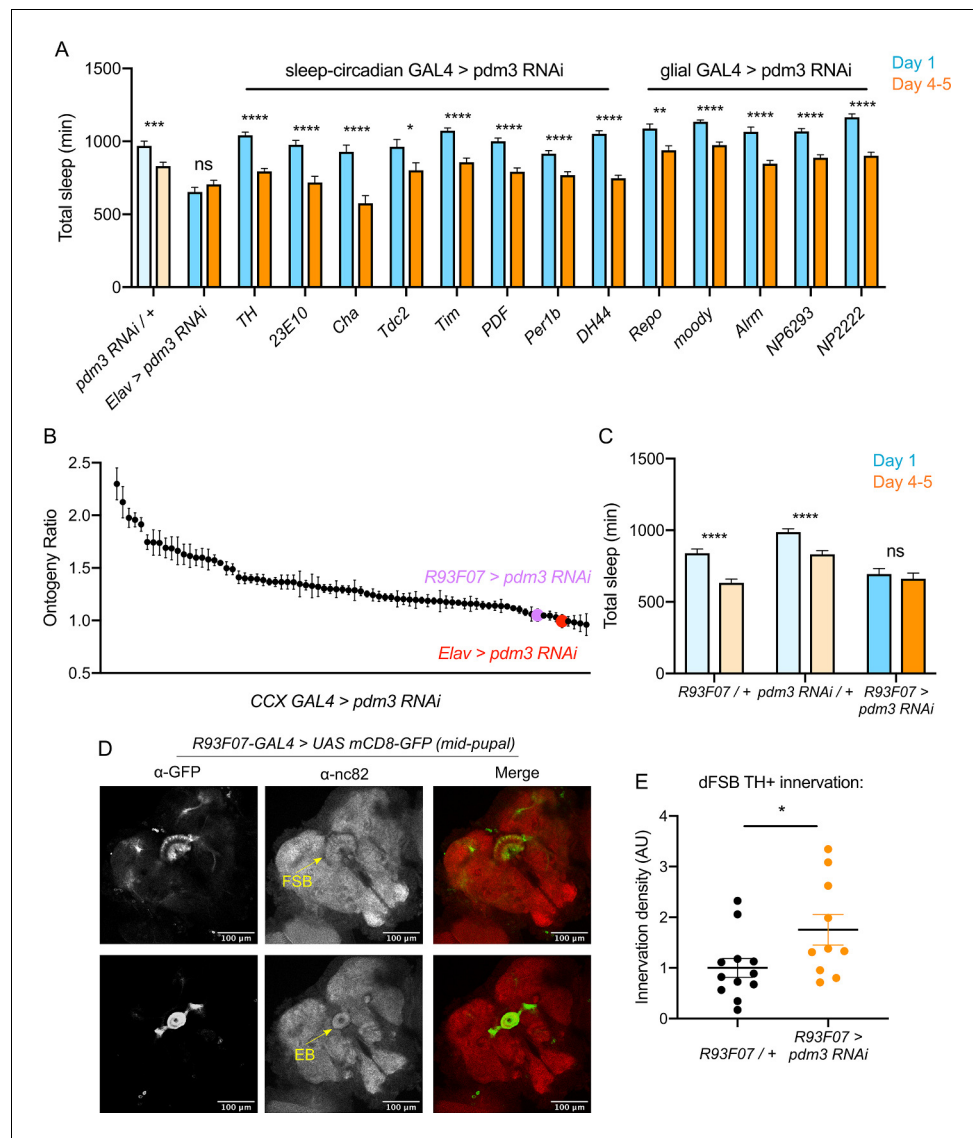 A
sleep-circadian GAL4 > pdm3 RNAi
glial GAL4 > pdm3 RNAi
Day 1
Day 4-5
Total sleep (min)
1500
1000
500
0
***
ns
****
****
****
*
****
****
****
****
**
****
****
****
****
pdm3 RNAi / +
Elav > pdm3 RNAi
TH
23E10
Cha
Tdc2
Tim
PDF
Per1b
DH44
Repo
moody
Alrm
NP6293
NP2222
B
Ontogeny Ratio
2.5
2.0
1.5
1.0
0.5
R93F07 > pdm3 RNAi
Elav > pdm3 RNAi
CCX GAL4 > pdm3 RNAi
C
Day 1
Day 4-5
Total sleep (min)
1500
1000
500
0
****
****
ns
R93F07 / +
pdm3 RNAi / +
R93F07 >
pdm3 RNAi
D
R93F07-GAL4 > UAS mCD8-GFP (mid-pupal)
α-GFP
α-nc82
Merge
FSB
100 μm
100 μm
100 μm
EB
100 μm
100 μm
100 μm
E
dFSB TH+ innervation:
*
Innervation density (AU)
4
3
2
1
0
R93F07 / +
R93F07 >
pdm3 RNAi